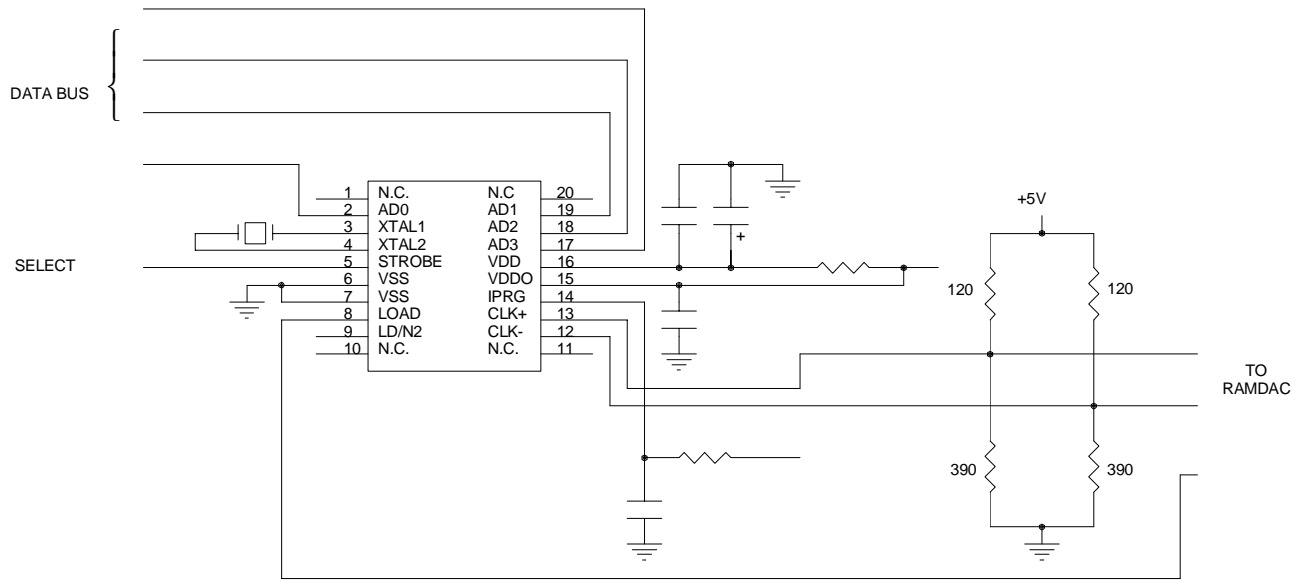 DATA BUS
SELECT
1 N.C. N.C 20
2 AD0 AD1 19
3 XTAL1 AD2 18
4 XTAL2 AD3 17
5 STROBE VDD 16
6 VSS VDDO 15
7 VSS IPRG 14
8 LOAD CLK+ 13
9 LD/N2 CLK- 12
10 N.C. N.C. 11
+
+5V
120 120
390 390
TO
RAMDAC